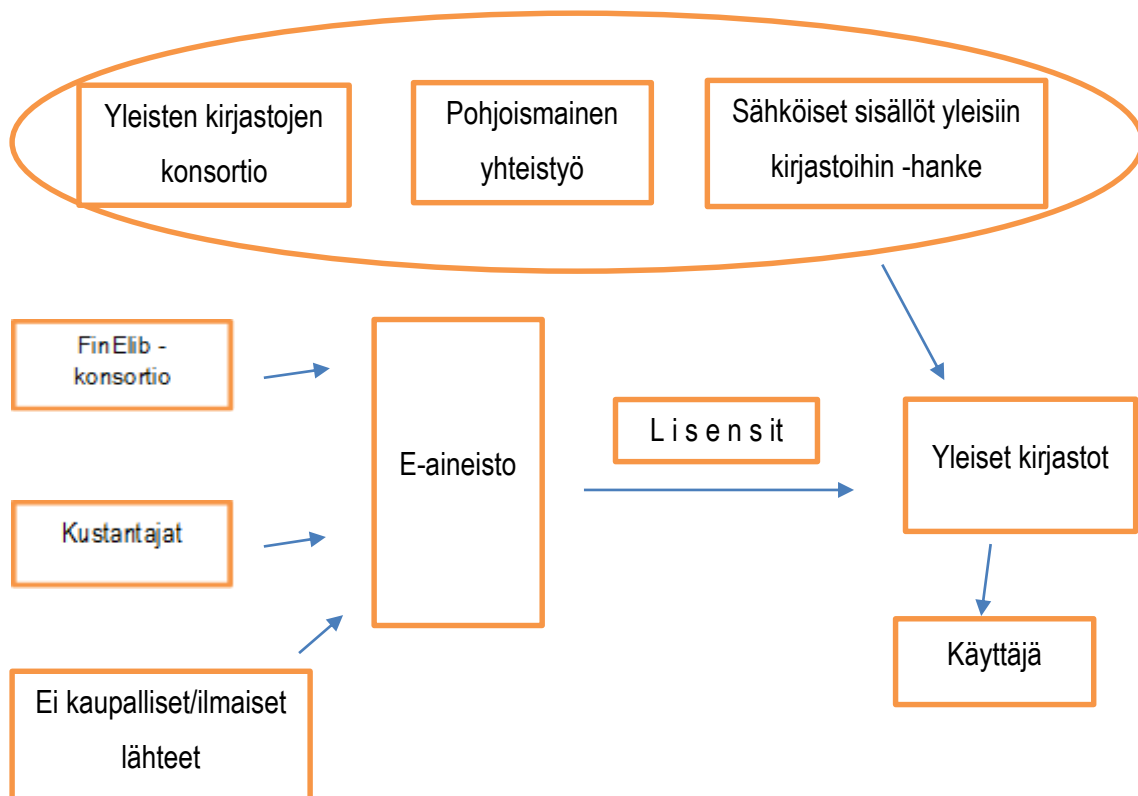 Yleisten kirjastojen
konsortio
Pohjoismainen
yhteistyö
Sähköiset sisällöt yleisiin
kirjastoihin -hanke
FinElib -
konsortio
Kustantajat
Ei kaupalliset/ilmaiset
lähteet
E-aineisto
L i s e n s it
Yleiset kirjastot
Käyttäjä